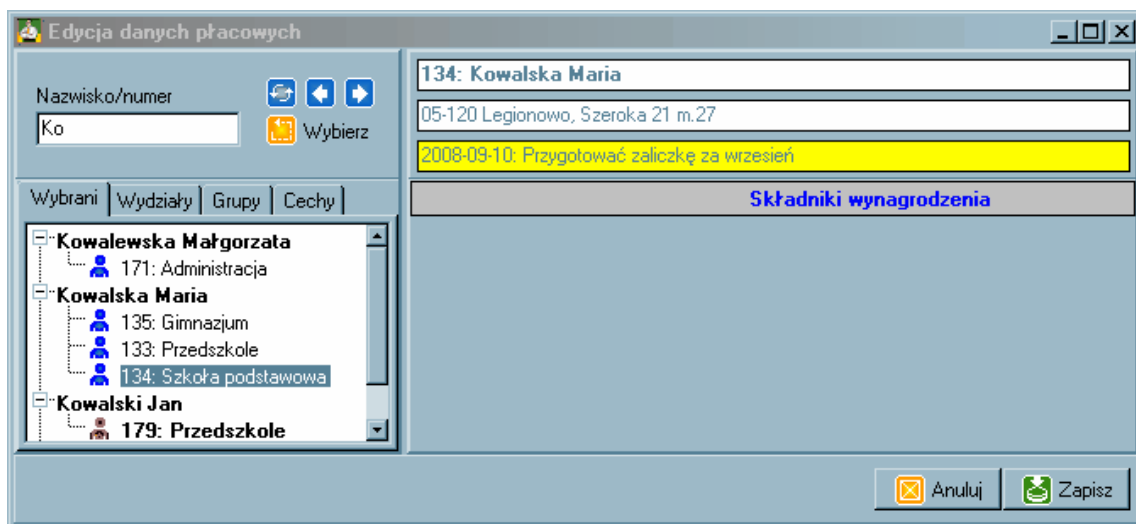 Edycja danych płacowych
Nazwisko/numer
Ko
Wybierz
134: Kowalska Maria
05-120 Legionowo, Szeroka 21 m.27
2008-09-10: Przygotować zaliczkę za wrzesień
Wybrani Wydziały Grupy Cechy
Składniki wynagrodzenia
Kowalewska Małgorzata
171: Administracja
Kowalska Maria
135: Gimnazjum
133: Przedszkole
134: Szkoła podstawowa
Kowalski Jan
179: Przedszkole
Anuluj Zapisz